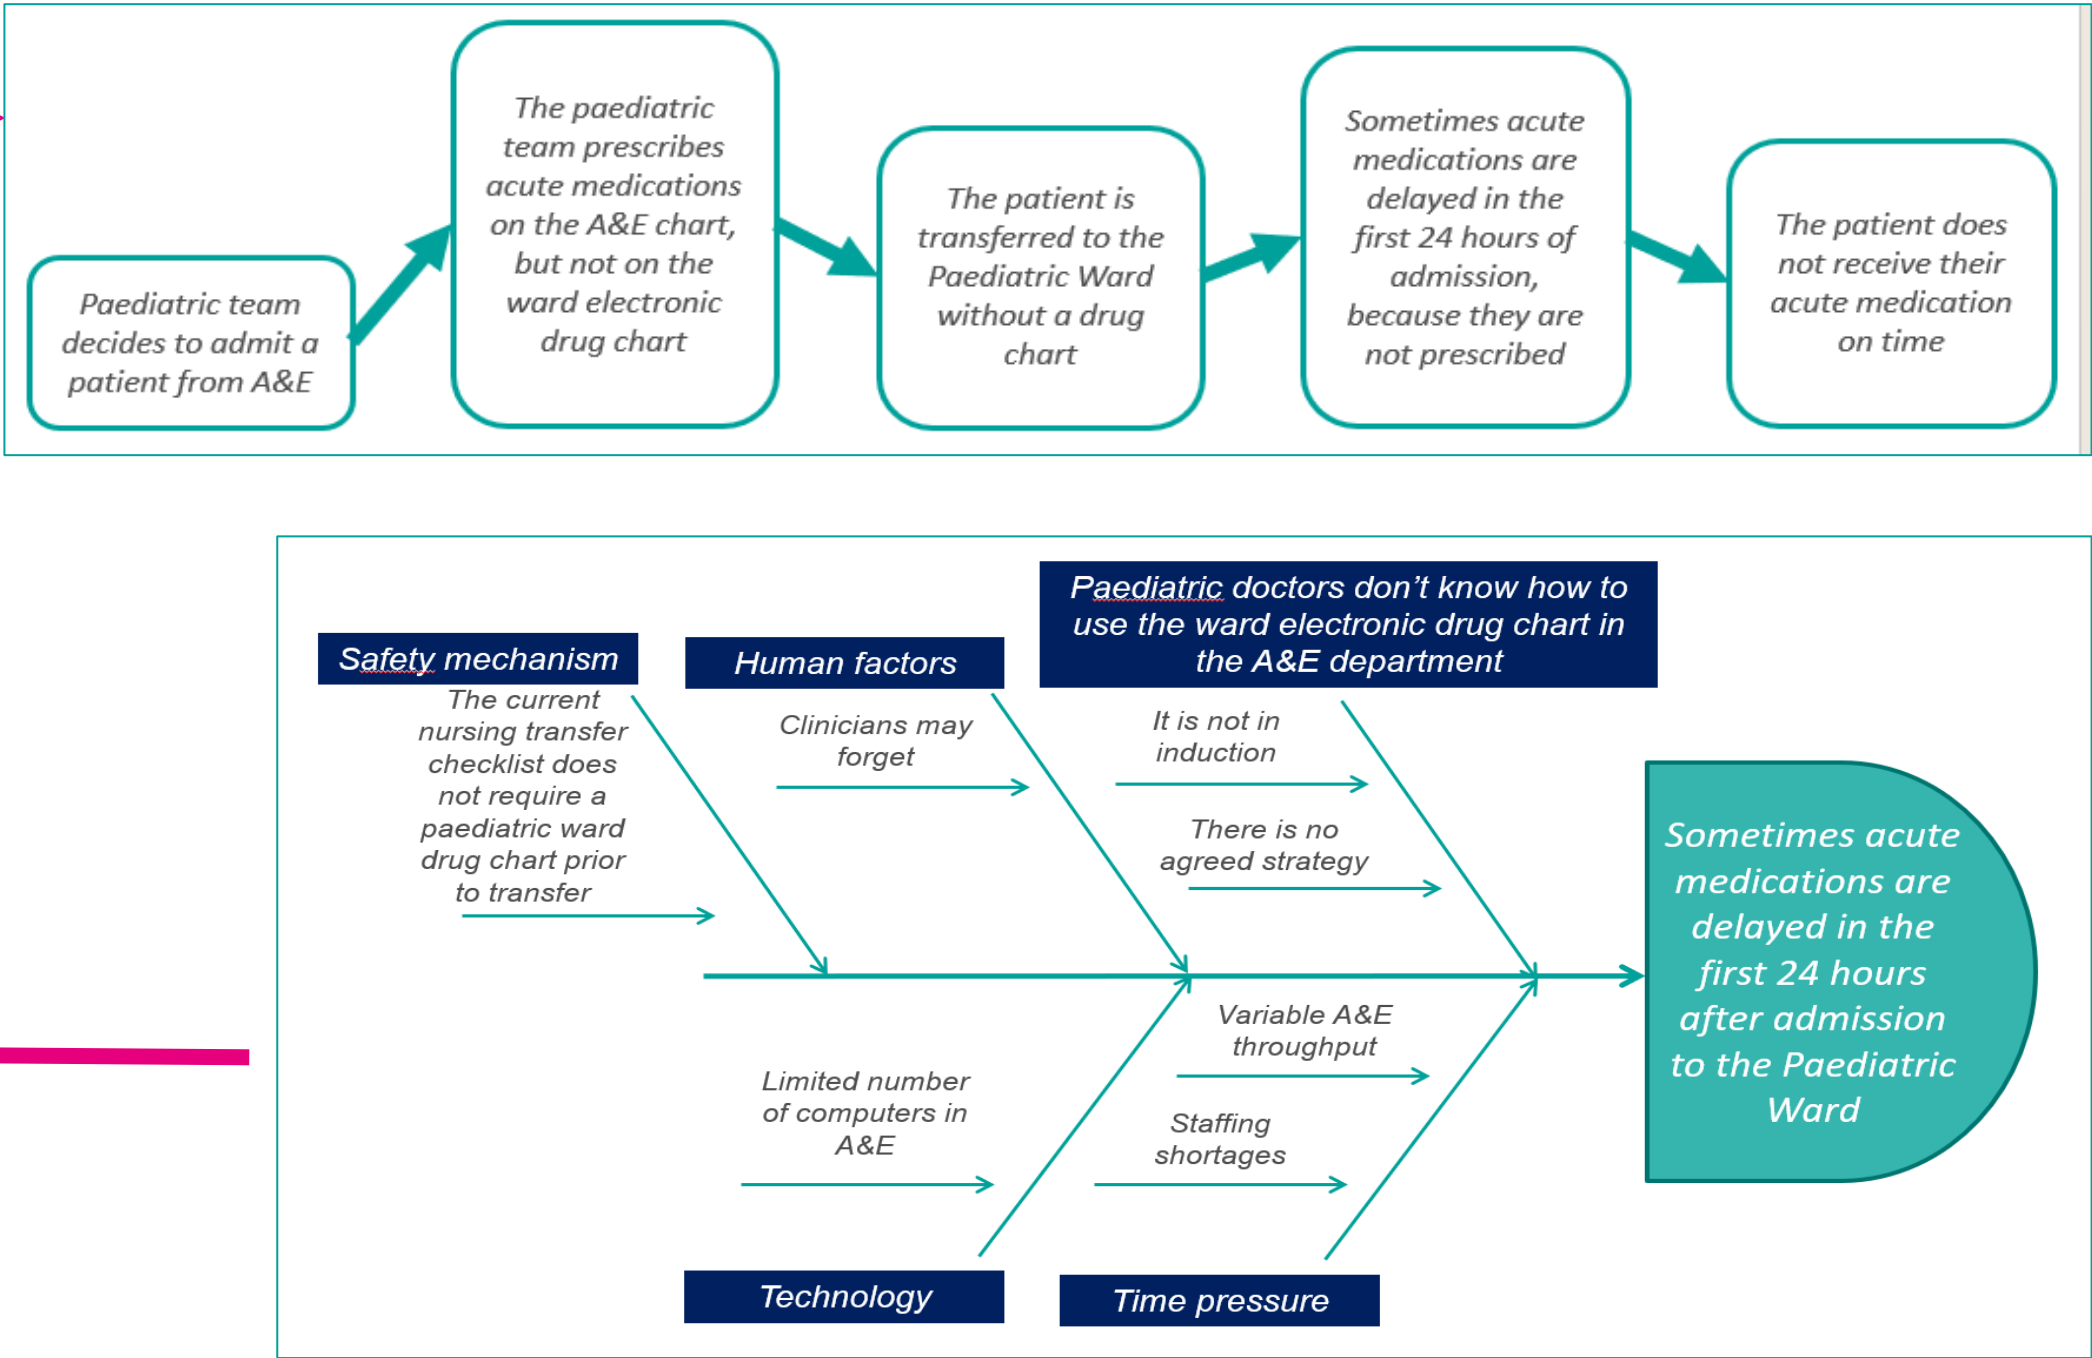 Paediatric team
decides to admit a
patient from A&E
The paediatric
team prescribes
acute medications
on the A&E chart,
but not on the
ward electronic
drug chart
The patient is
transferred to the
Paediatric Ward
without a drug
chart
Sometimes acute
medications are
delayed in the
first 24 hours of
admission,
because they are
not prescribed
The patient does
not receive their
acute medication
on time
Safety mechanism
The current
nursing transfer
checklist does
not require a
paediatric ward
drug chart prior
to transfer
Human factors
Clinicians may
forget
Paediatric doctors don’t know how to
use the ward electronic drug chart in
the A&E department
It is not in
induction
There is no
agreed strategy
Limited number
of computers in
A&E
Technology
Variable A&E
throughput
Staffing
shortages
Time pressure
Sometimes acute
medications are
delayed in the
first 24 hours
after admission
to the Paediatric
Ward